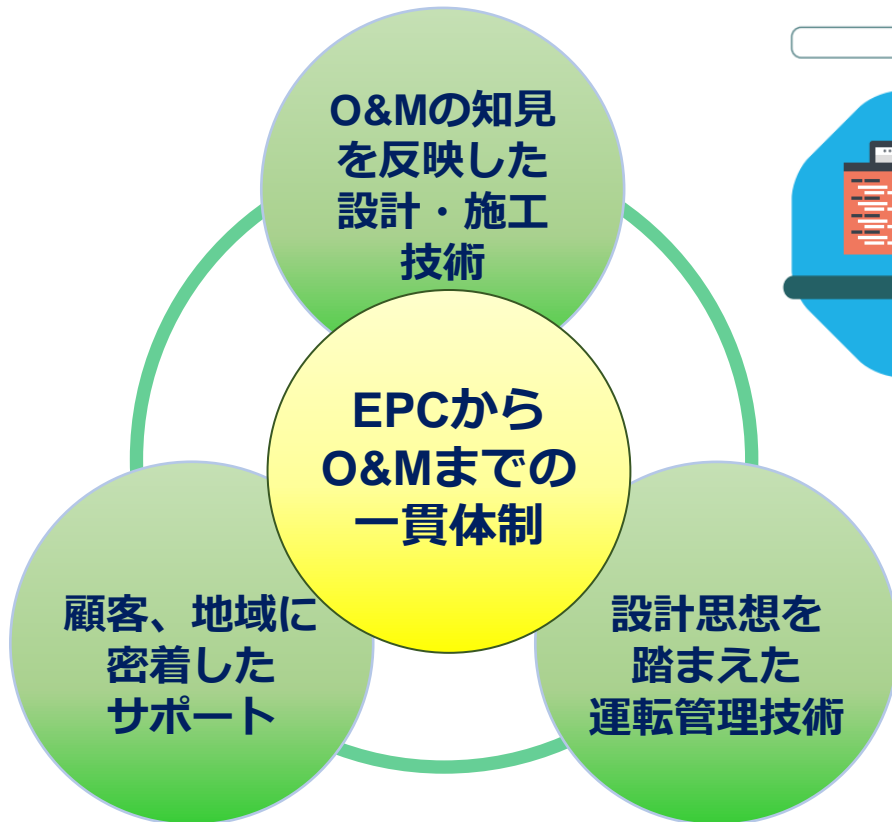 O&Mの知見
を反映した
設計・施工
技術
EPCから
O&Mまでの
一貫体制
顧客、地域に
密着した
サポート
設計思想を
踏まえた
運転管理技術